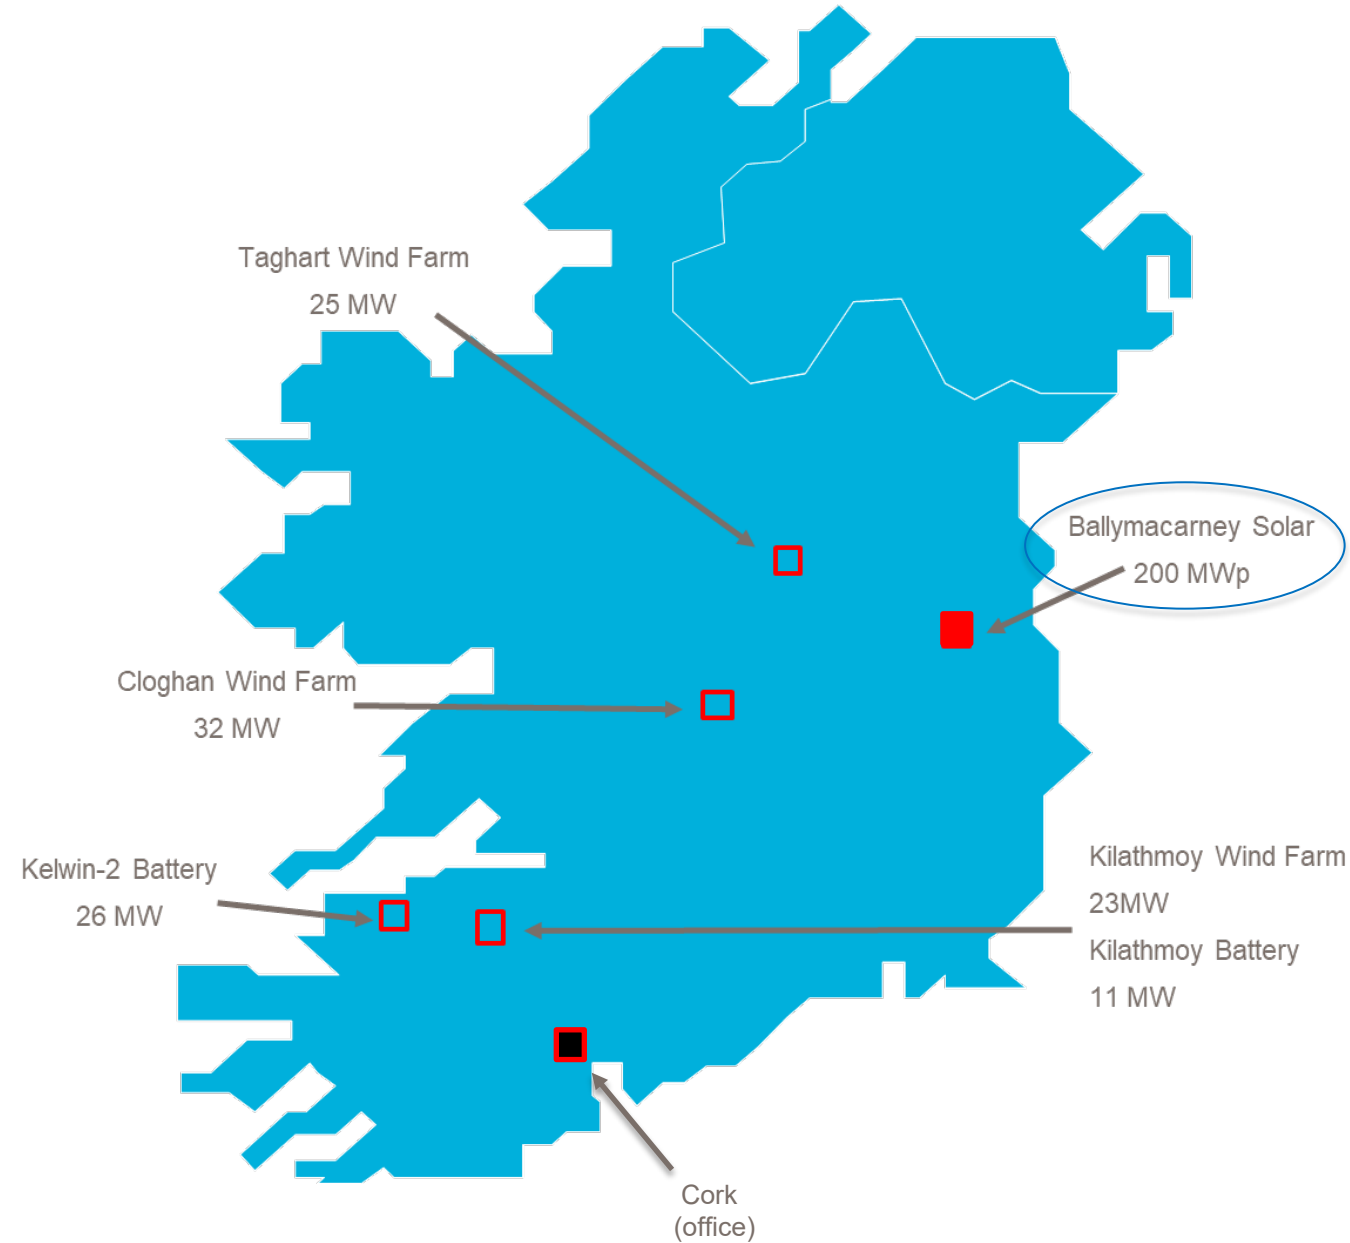 Taghart Wind Farm
25 MW
Ballymacarney Solar
200 MWp
Cloghan Wind Farm
32 MW
Kelwin-2 Battery
26 MW
Kilathmoy Wind Farm
23MW
Kilathmoy Battery
11 MW
Cork
(office)